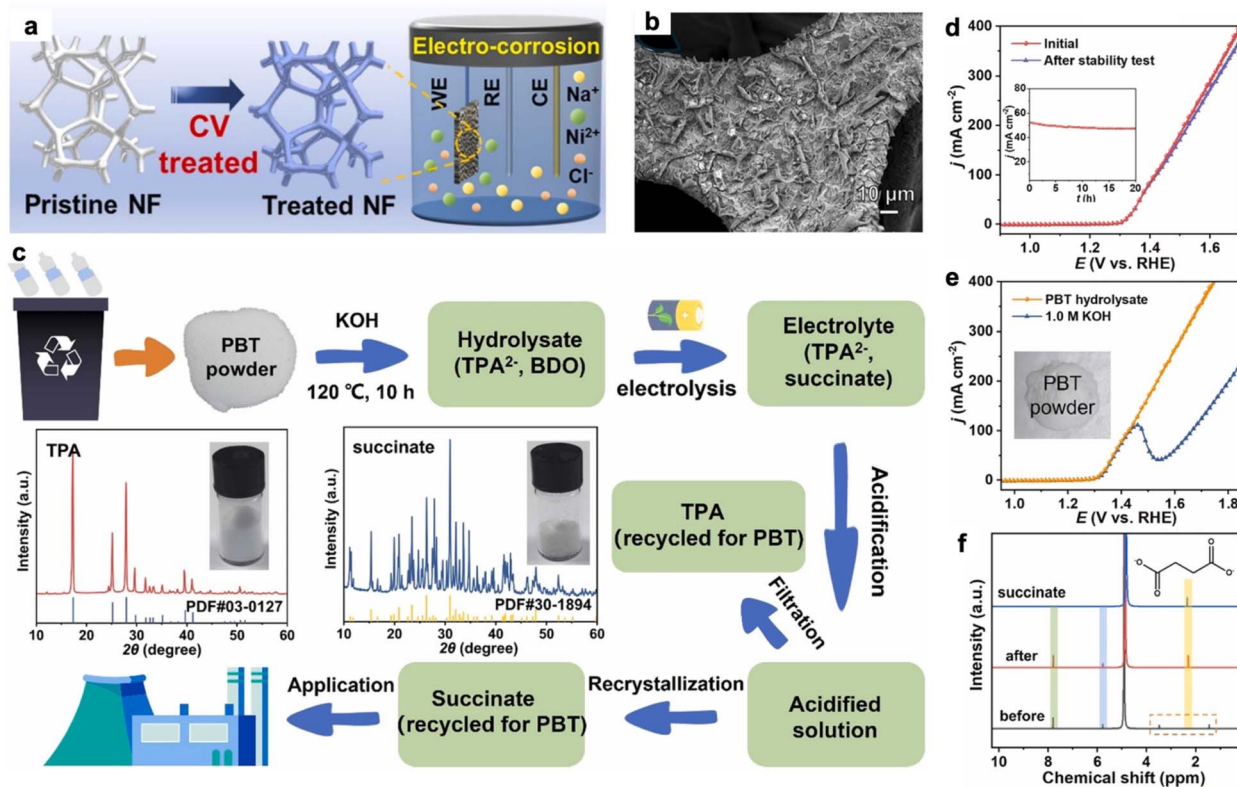 a
Pristine NF
CV
treated
Treated NF
Electro-corrosion
WE
RE
CE
Na⁺
Ni²⁺
Cl⁻
b
10 μm
d
Initial
After stability test
j (mA cm⁻²)
400
300
200
100
0
j (mA cm⁻²)
80
60
40
20
0
0 5 10 15 20
t (h)
1.0 1.2 1.4 1.6
E (V vs. RHE)
c
PBT
powder
KOH
120 ℃, 10 h
Hydrolysate
(TPA²⁻, BDO)
electrolysis
Electrolyte
(TPA²⁻,
succinate)
Acidification
TPA
Intensity (a.u.)
PDF#03-0127
10 20 30 40 50 60
2θ (degree)
succinate
Intensity (a.u.)
PDF#30-1894
10 20 30 40 50 60
2θ (degree)
TPA
(recycled for PBT)
Filtration
Acidified
solution
Recrystallization
Succinate
(recycled for PBT)
Application
e
PBT hydrolysate
1.0 M KOH
PBT
powder
j (mA cm⁻²)
400
300
200
100
0
1.0 1.2 1.4 1.6 1.8
E (V vs. RHE)
f
O
⁻O
O⁻
O
succinate
after
before
Intensity (a.u.)
10 8 6 4 2
Chemical shift (ppm)